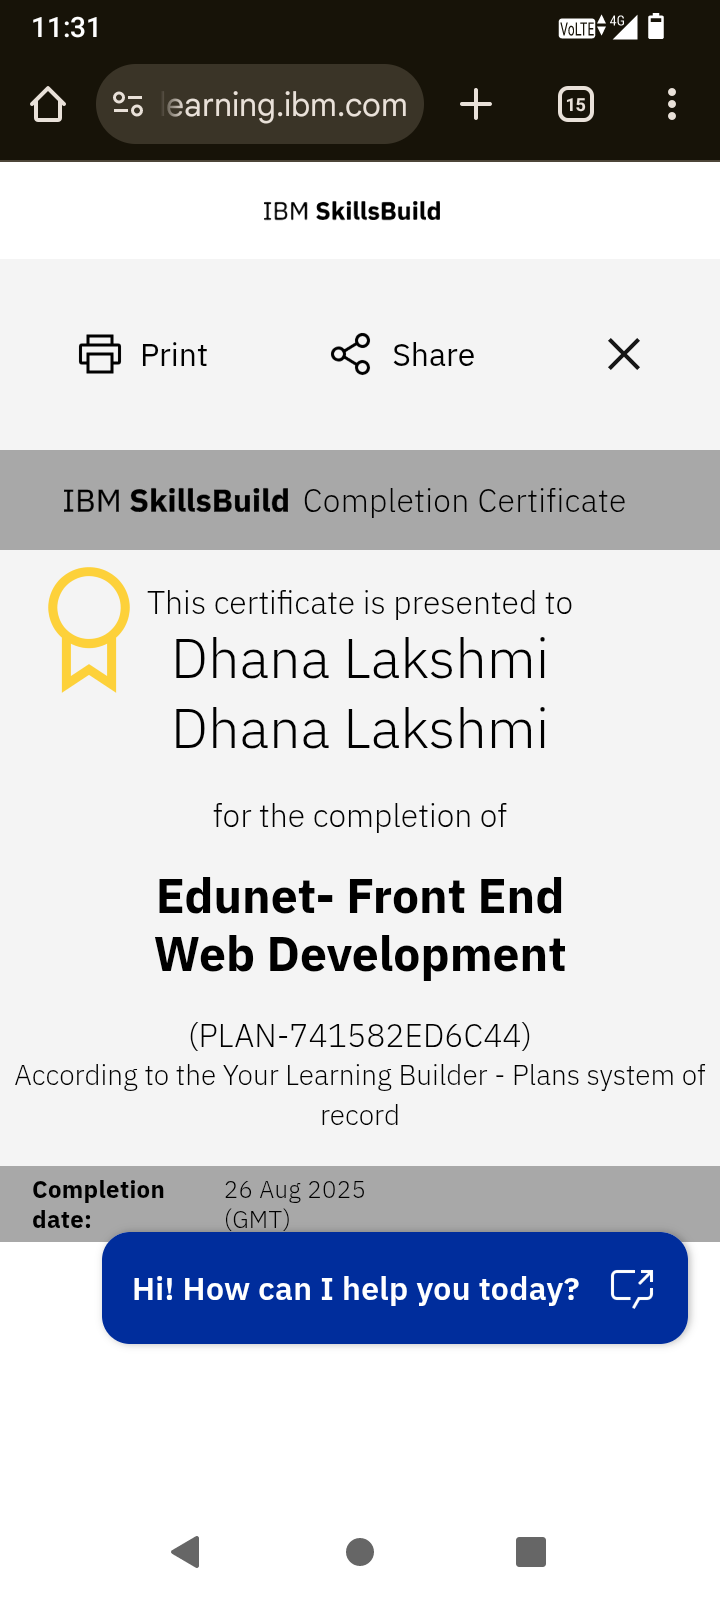 11:31
VoLTE 4G
learning.ibm.com
15
IBM SkillsBuild
Print
Share
IBM SkillsBuild Completion Certificate
This certificate is presented to
Dhana Lakshmi
Dhana Lakshmi
for the completion of
Edunet- Front End
Web Development
(PLAN-741582ED6C44)
According to the Your Learning Builder - Plans system of
record
Completion 26 Aug 2025
date: (GMT)
Hi! How can I help you today?